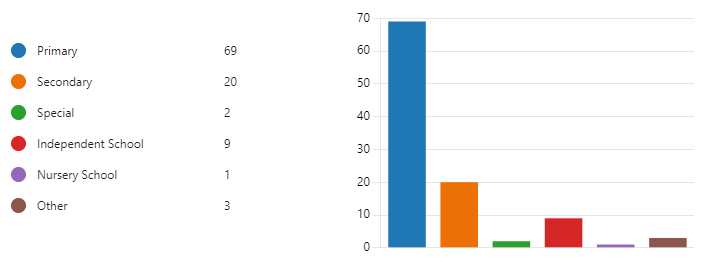 Primary 69
Secondary 20
Special 2
Independent School 9
Nursery School 1
Other 3
70
60
50
40
30
20
10
0